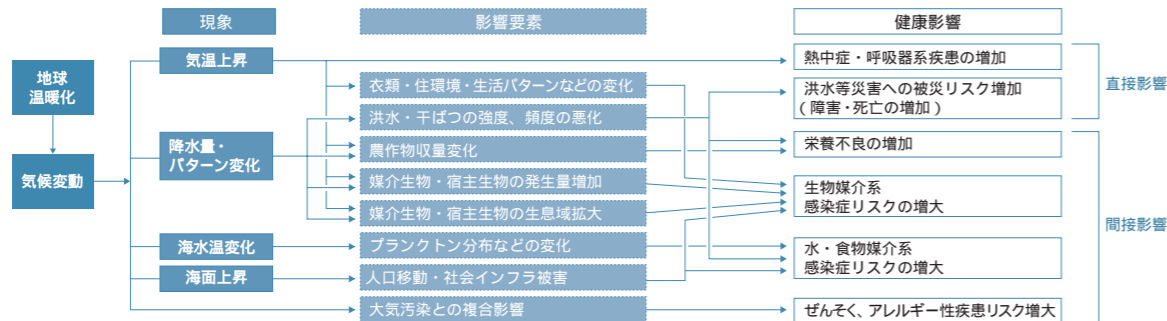 現象
影響要素
健康影響
地球
温暖化
気候変動
気温上昇
降水量・
パターン変化
海水温変化
海面上昇
衣類・住環境・生活パターンなどの変化
洪水・干ばつの強度、頻度の悪化
農作物収量変化
媒介生物・宿主生物の発生量増加
媒介生物・宿主生物の生息域拡大
プランクトン分布などの変化
人口移動・社会インフラ被害
大気汚染との複合影響
熱中症・呼吸器系疾患の増加
洪水等災害への被災リスク増加
(障害・死亡の増加)
栄養不良の増加
生物媒介系
感染症リスクの増大
水・食物媒介系
感染症リスクの増大
ぜんそく、アレルギー性疾患リスク増大
直接影響
間接影響